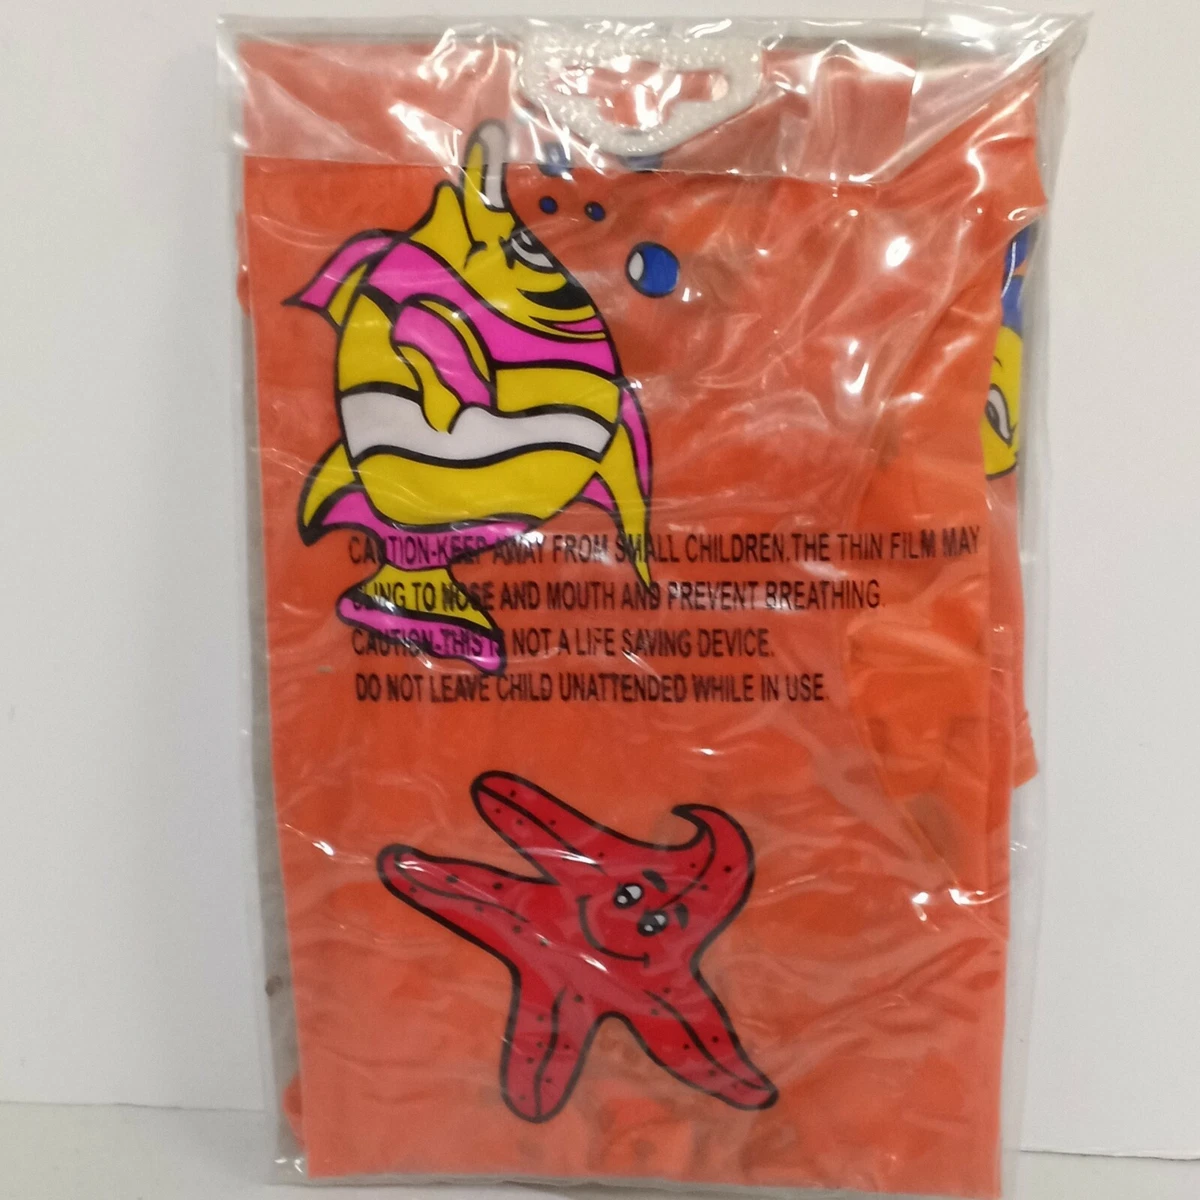 CAUTION-KEEP AWAY FROM SMALL CHILDREN.THE THIN FILM MAY
CLING TO NOSE AND MOUTH AND PREVENT BREATHING.
CAUTION-THIS IS NOT A LIFE SAVING DEVICE.
DO NOT LEAVE CHILD UNATTENDED WHILE IN USE.